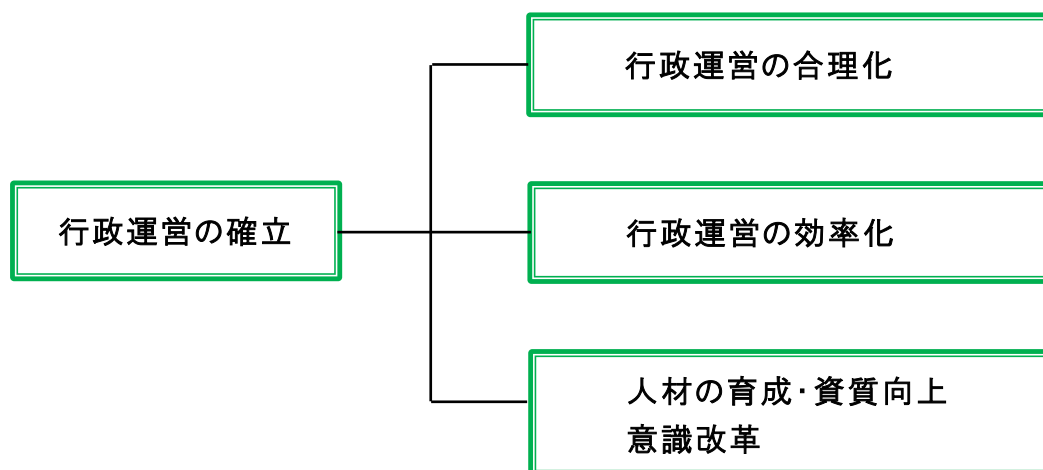 行政運営の合理化
行政運営の確立
行政運営の効率化
人材の育成・資質向上
意識改革